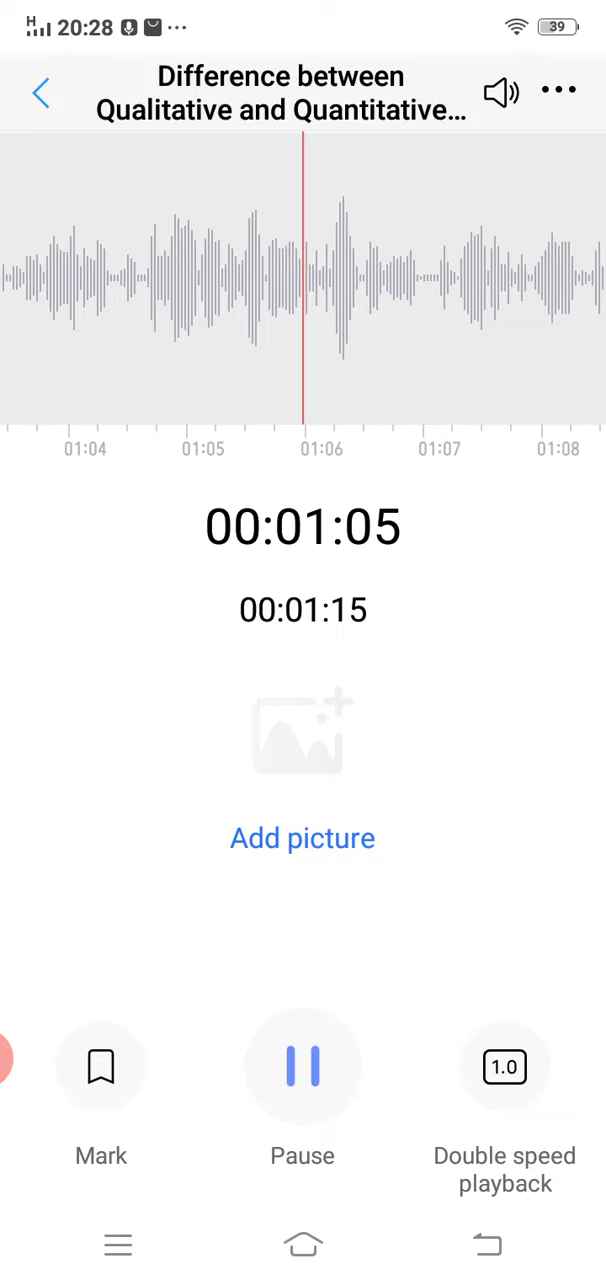 H 20:28 ... 39
Difference between
Qualitative and Quantitative...
01:04 01:05 01:06 01:07 01:08
00:01:05
00:01:15
Add picture
1.0
Mark Pause Double speed
playback